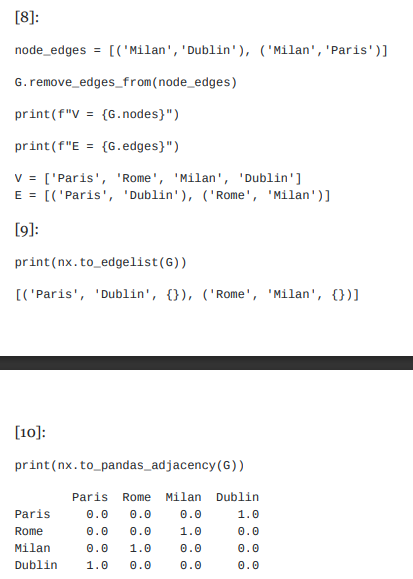 [8]:
node_edges = [('Milan','Dublin'), ('Milan','Paris')]
G.remove_edges_from(node_edges)
print(f"V = {G.nodes}")
print(f"E = {G.edges}")
V = ['Paris', 'Rome', 'Milan', 'Dublin']
E = [('Paris', 'Dublin'), ('Rome', 'Milan')]
[9]:
print(nx.to_edgelist(G))
[('Paris', 'Dublin', {}), ('Rome', 'Milan', {})]
[10]:
print(nx.to_pandas_adjacency(G))
Paris Rome Milan Dublin
Paris 0.0 0.0 0.0 1.0
Rome 0.0 0.0 1.0 0.0
Milan 0.0 1.0 0.0 0.0
Dublin 1.0 0.0 0.0 0.0